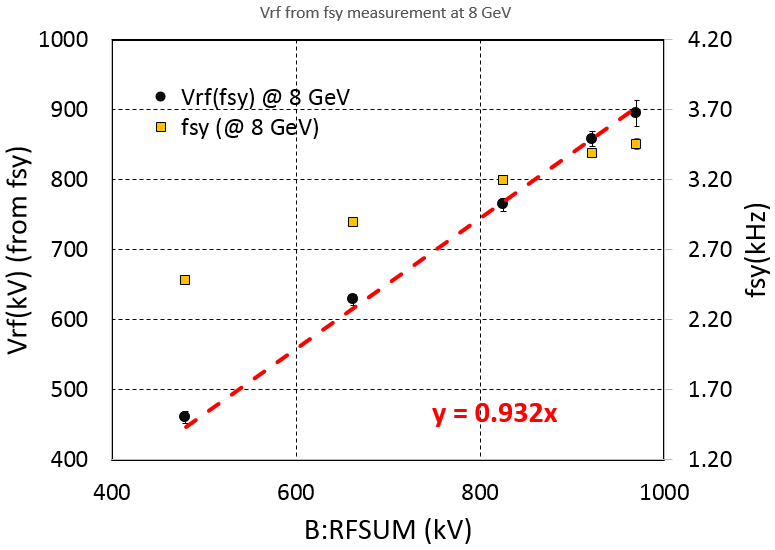 Vrf from fsy measurement at 8 GeV
1000
900
800
700
600
500
400
4.20
3.70
3.20
2.70
2.20
1.70
1.20
Vrf(fsy) @ 8 GeV
fsy (@ 8 GeV)
y = 0.932x
Vrf(kV) (from fsy)
fsy(kHz)
400 600 800 1000
B:RFSUM (kV)